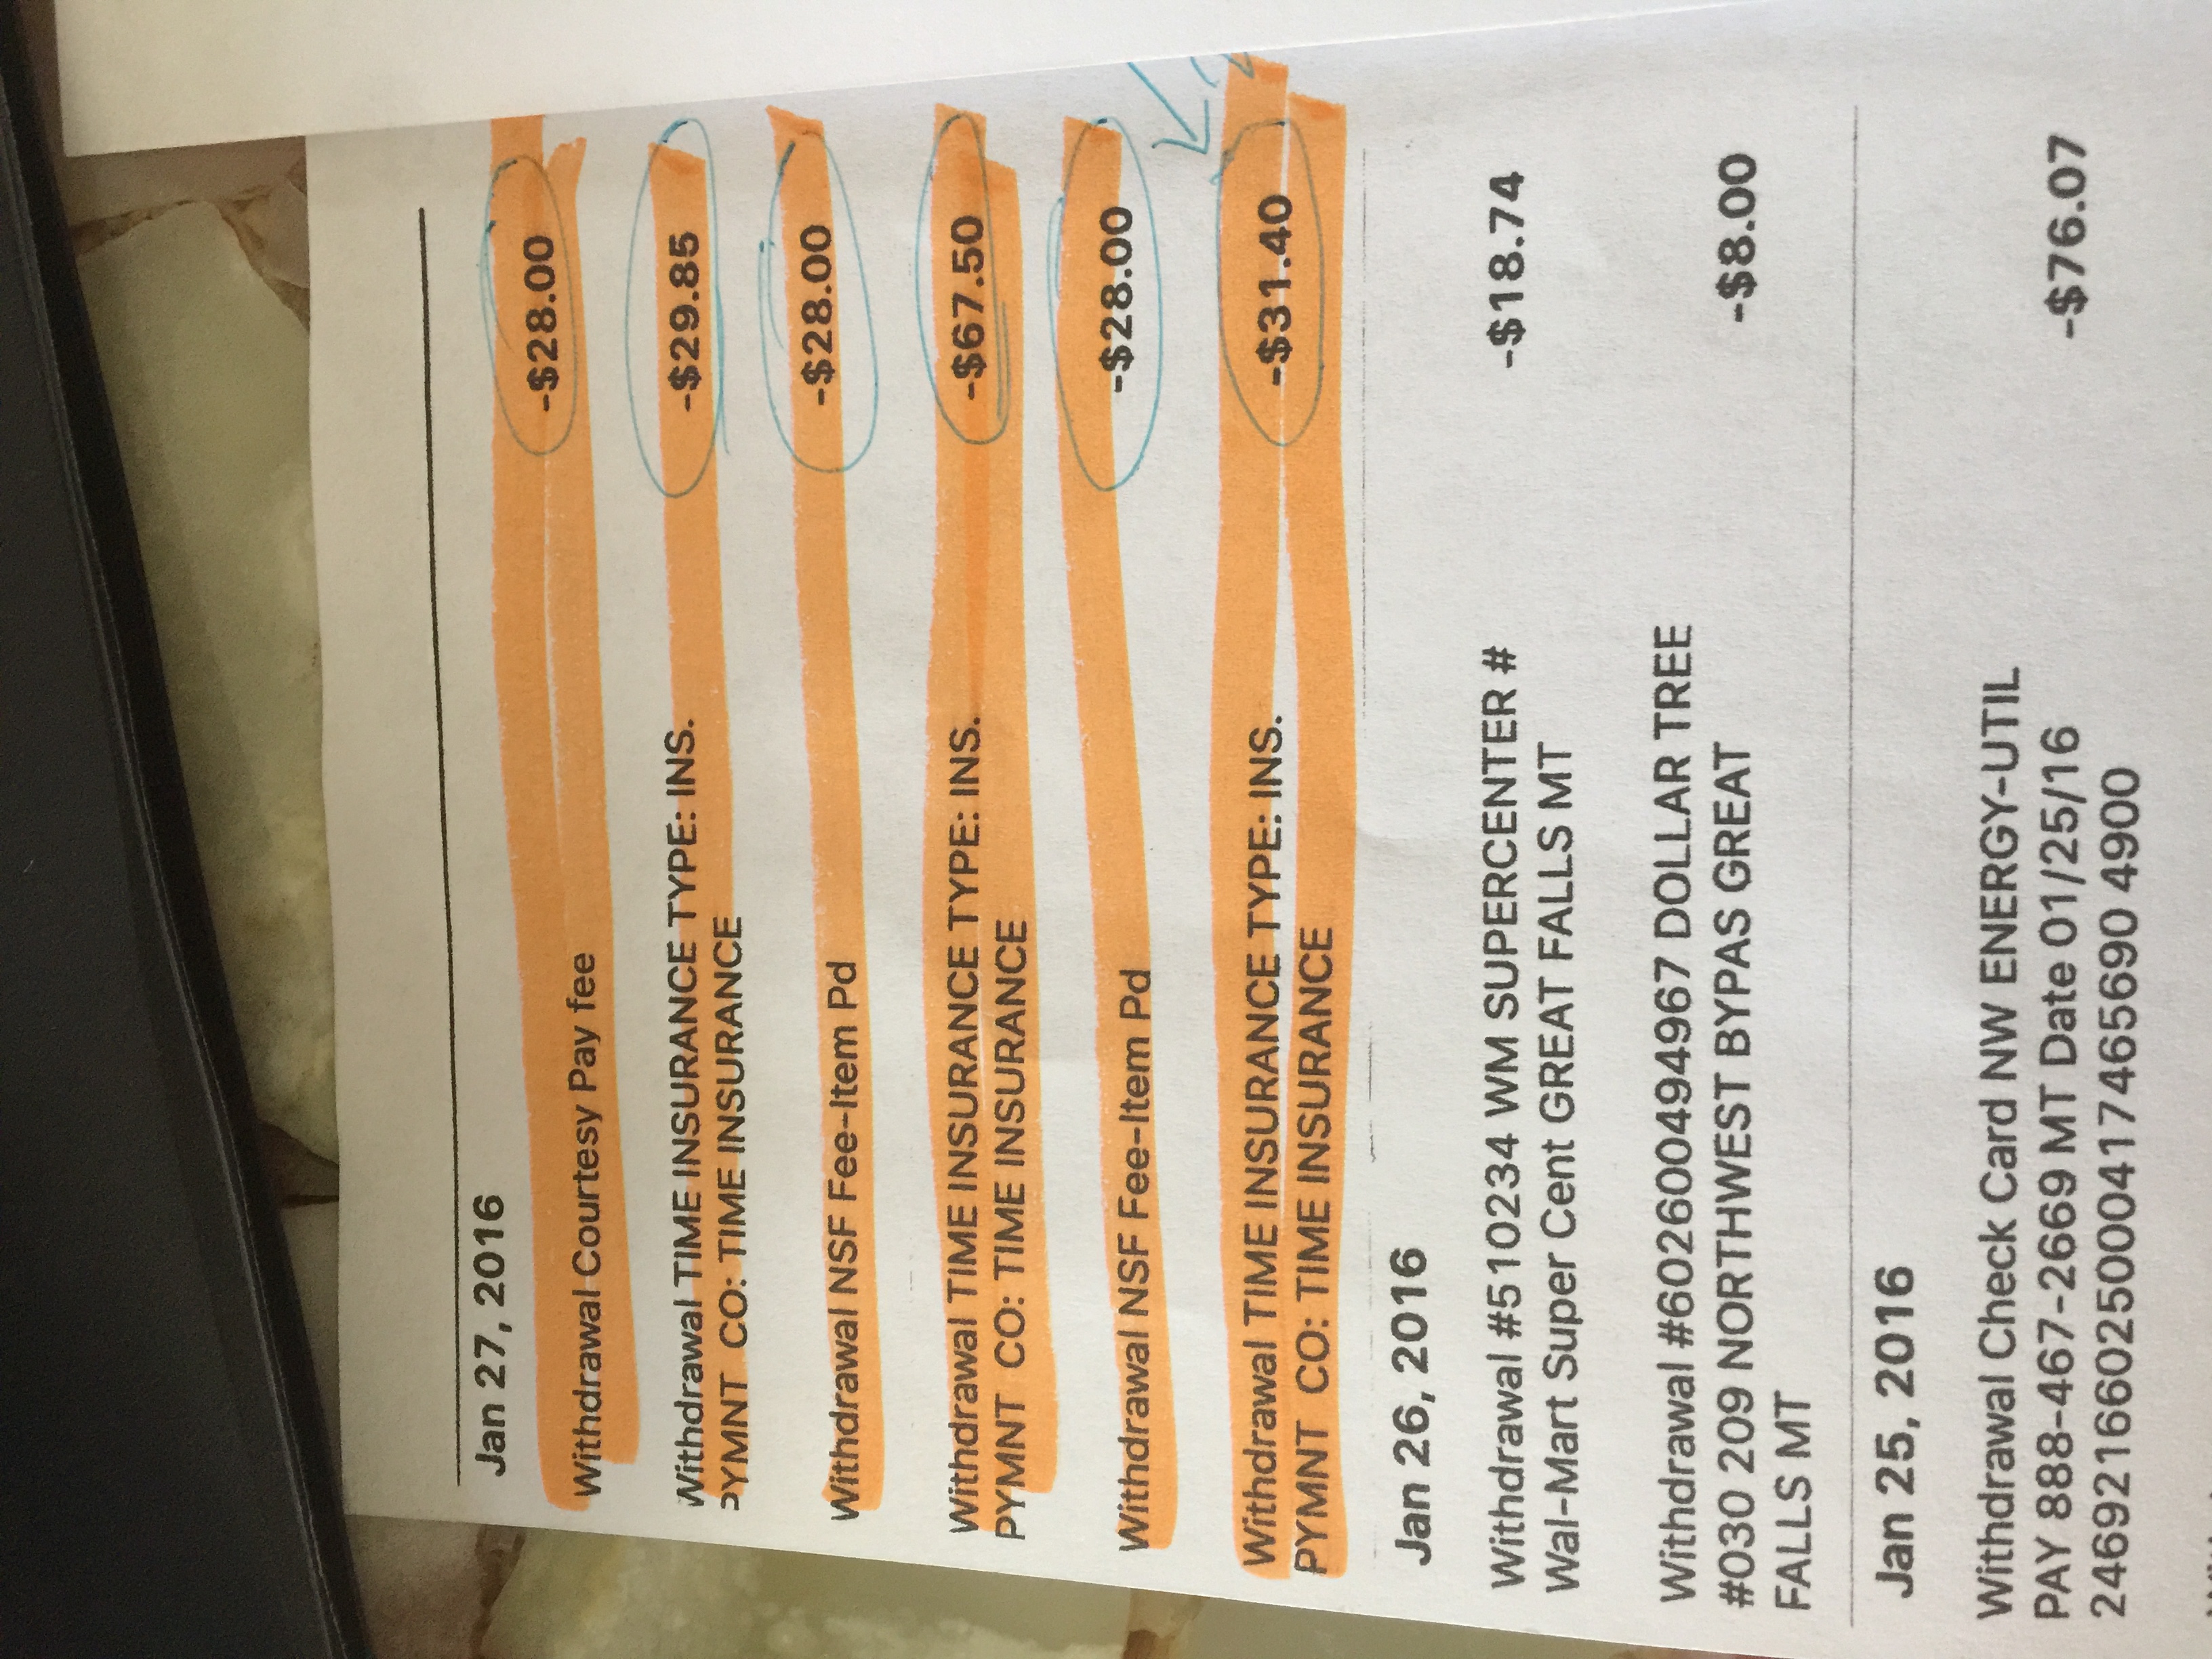 Jan 27, 2016
-$28.00
Withdrawal Courtesy Pay fee
Withdrawal TIME INSURANCE TYPE: INS. -$29.85
PYMNT CO: TIME INSURANCE
Withdrawal NSF Fee-Item Pd -$28.00
Withdrawal TIME INSURANCE TYPE: INS. -$67.50
PYMNT CO: TIME INSURANCE
Withdrawal NSF Fee-Item Pd -$28.00
Withdrawal TIME INSURANCE TYPE: INS. -$31.40
PYMNT CO: TIME INSURANCE
Jan 26, 2016
Withdrawal #510234 WM SUPERCENTER # -$18.74
Wal-Mart Super Cent GREAT FALLS MT
Withdrawal #602600494967 DOLLAR TREE
#030 209 NORTHWEST BYPAS GREAT -$8.00
FALLS MT
Jan 25, 2016
Withdrawal Check Card NW ENERGY-UTIL
PAY 888-467-2669 MT Date 01/25/16 -$76.07
24692166025000417465690 4900